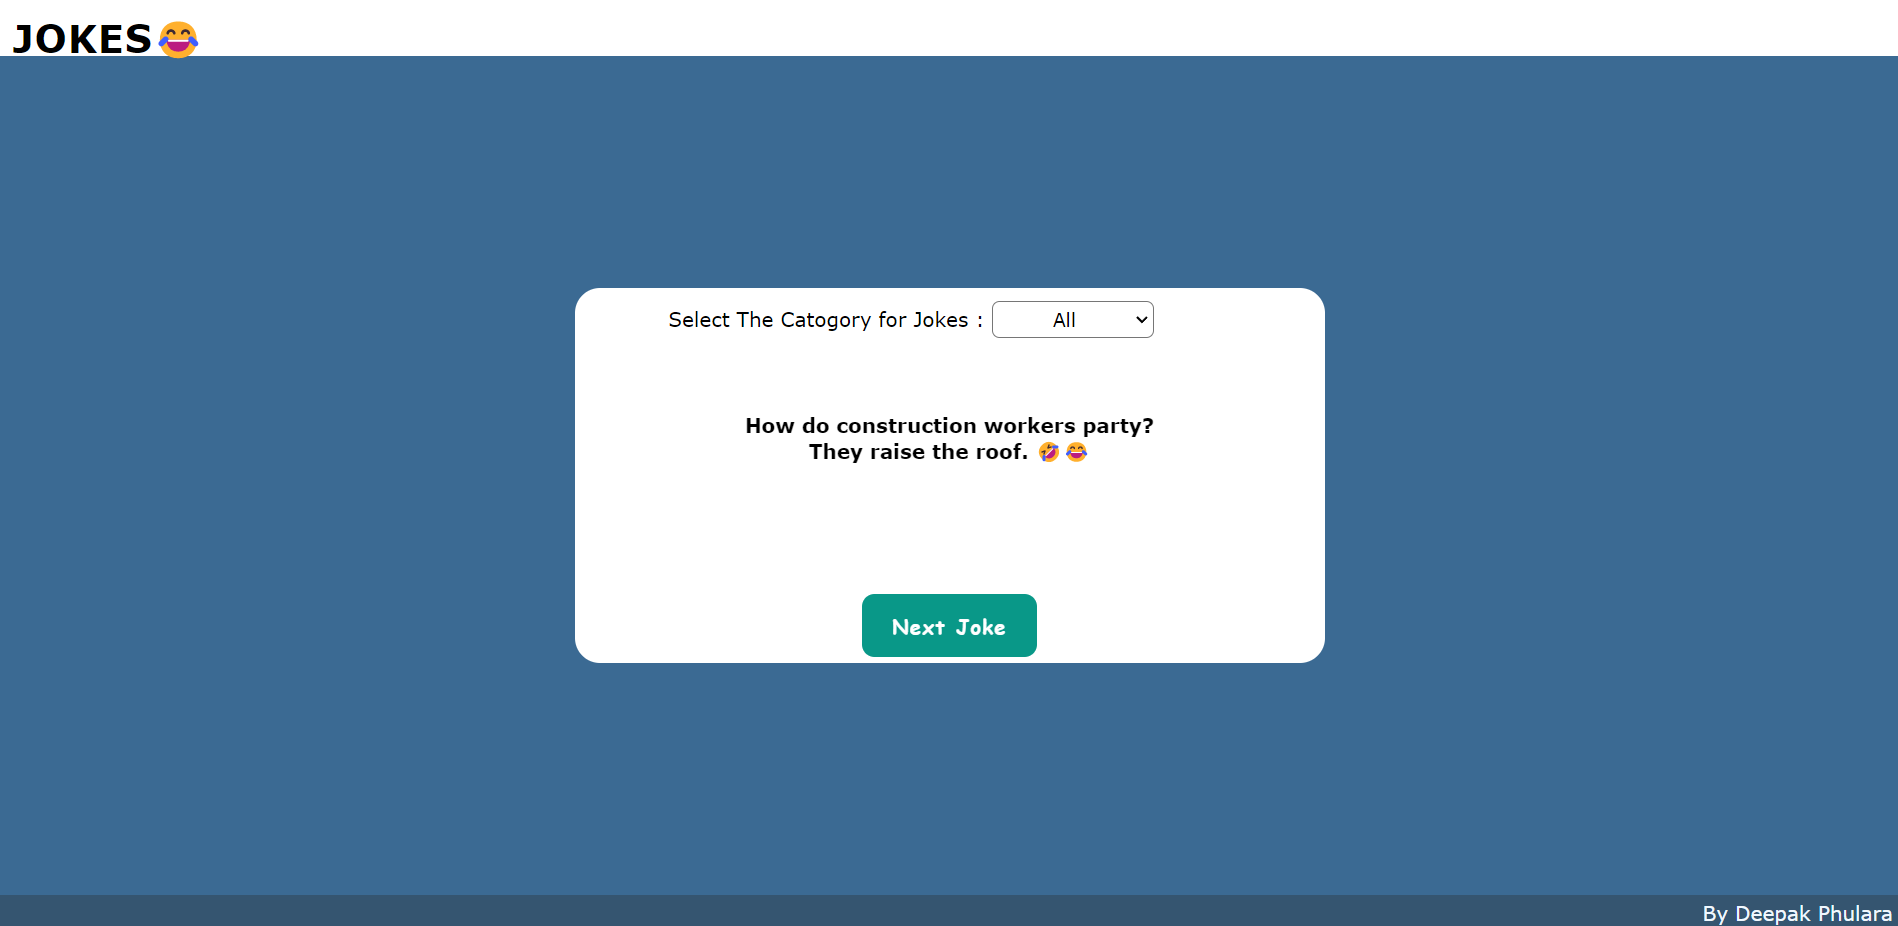 JOKES😂
Select The Catogory for Jokes : All
How do construction workers party?
They raise the roof. 🤣😂
Next Joke
By Deepak Phulara